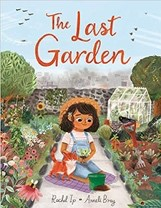 The Last
Garden
Rachel Ip • Anneli Bray